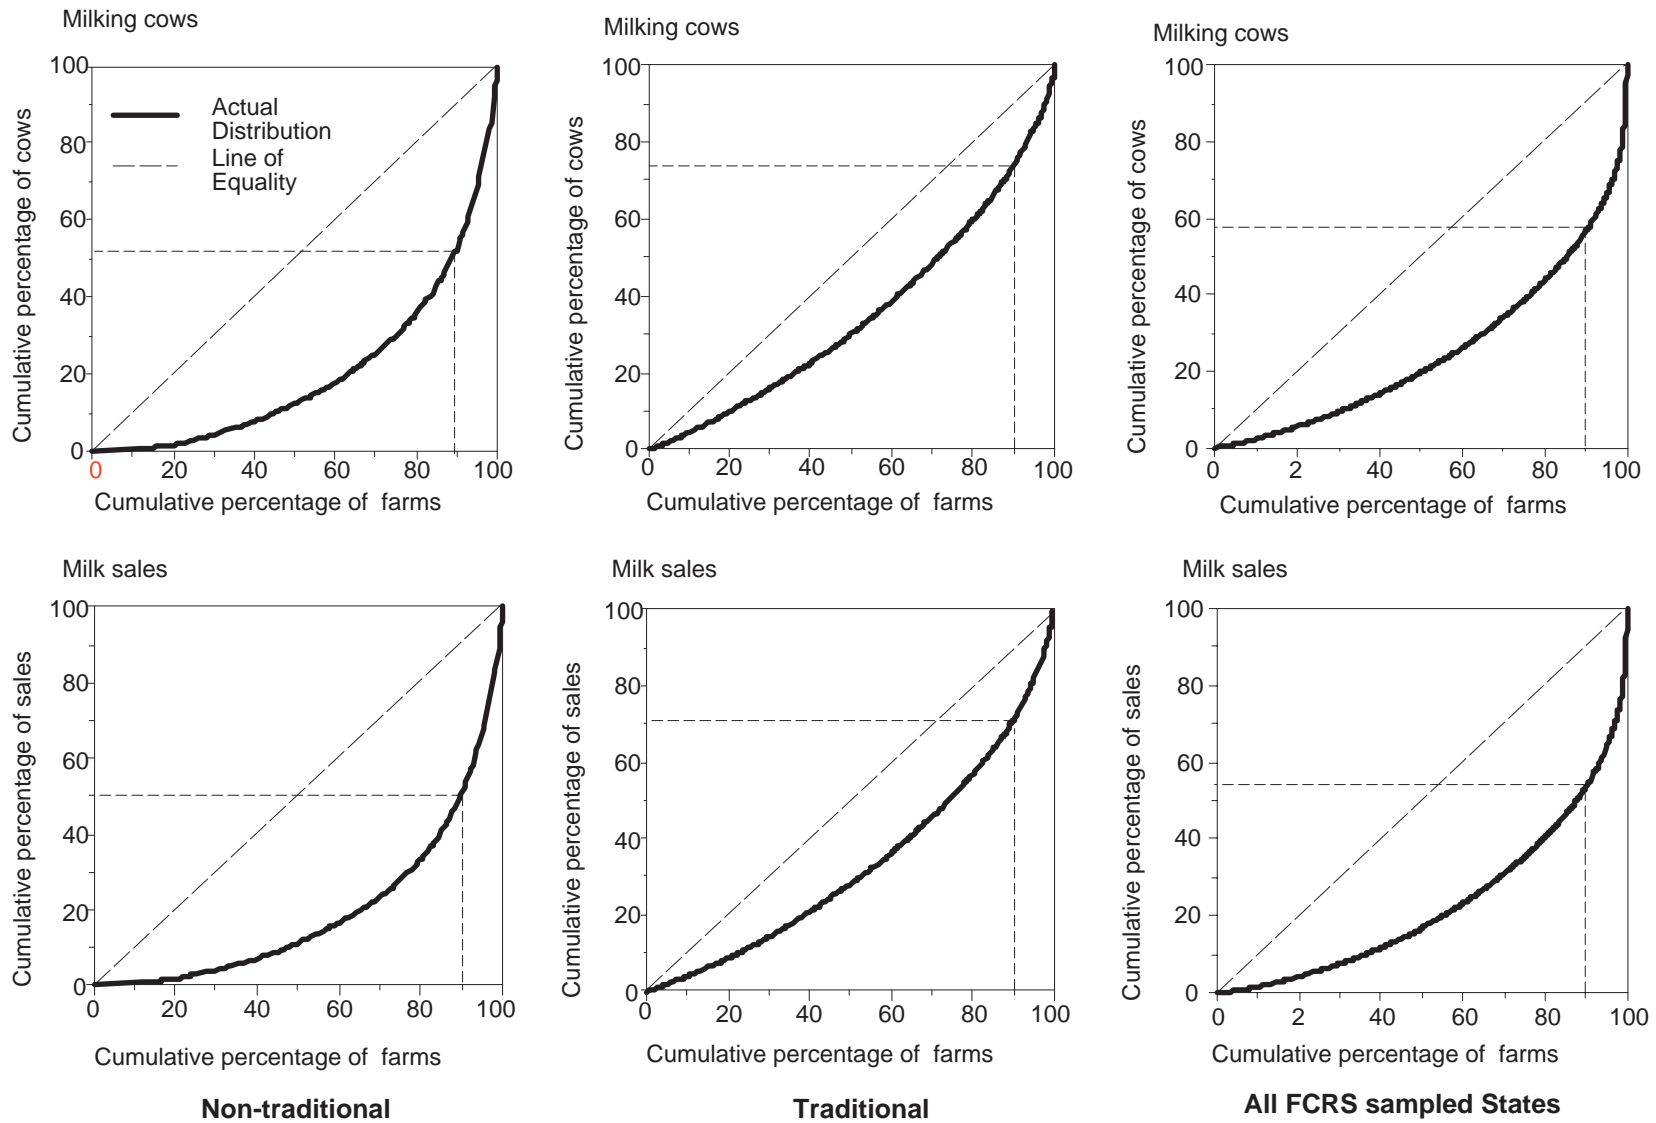 Milking cows
100
80
60
40
20
0
Cumulative percentage of cows
Actual
Distribution
Line of
Equality
0 20 40 60 80 100
Cumulative percentage of farms
Milking cows
100
80
60
40
20
0
Cumulative percentage of cows
0 20 40 60 80 100
Cumulative percentage of farms
Milking cows
100
80
60
40
20
0
Cumulative percentage of cows
0 2 40 60 80 100
Cumulative percentage of farms
Milk sales
100
80
60
40
20
0
Cumulative percentage of sales
0 20 40 60 80 100
Cumulative percentage of farms
Non-traditional
Milk sales
100
80
60
40
20
0
Cumulative percentage of sales
0 20 40 60 80 100
Cumulative percentage of farms
Traditional
Milk sales
100
80
60
40
20
0
Cumulative percentage of sales
0 2 40 60 80 100
Cumulative percentage of farms
All FCRS sampled States